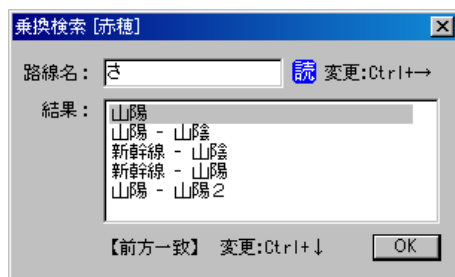 乗換検索 [赤穂]
路線名： さ 読 変更:Ctrl+→
結果：
山陽
山陽 - 山陰
新幹線 - 山陰
新幹線 - 山陽
山陽 - 山陽２
【前方一致】 変更:Ctrl+↓ OK